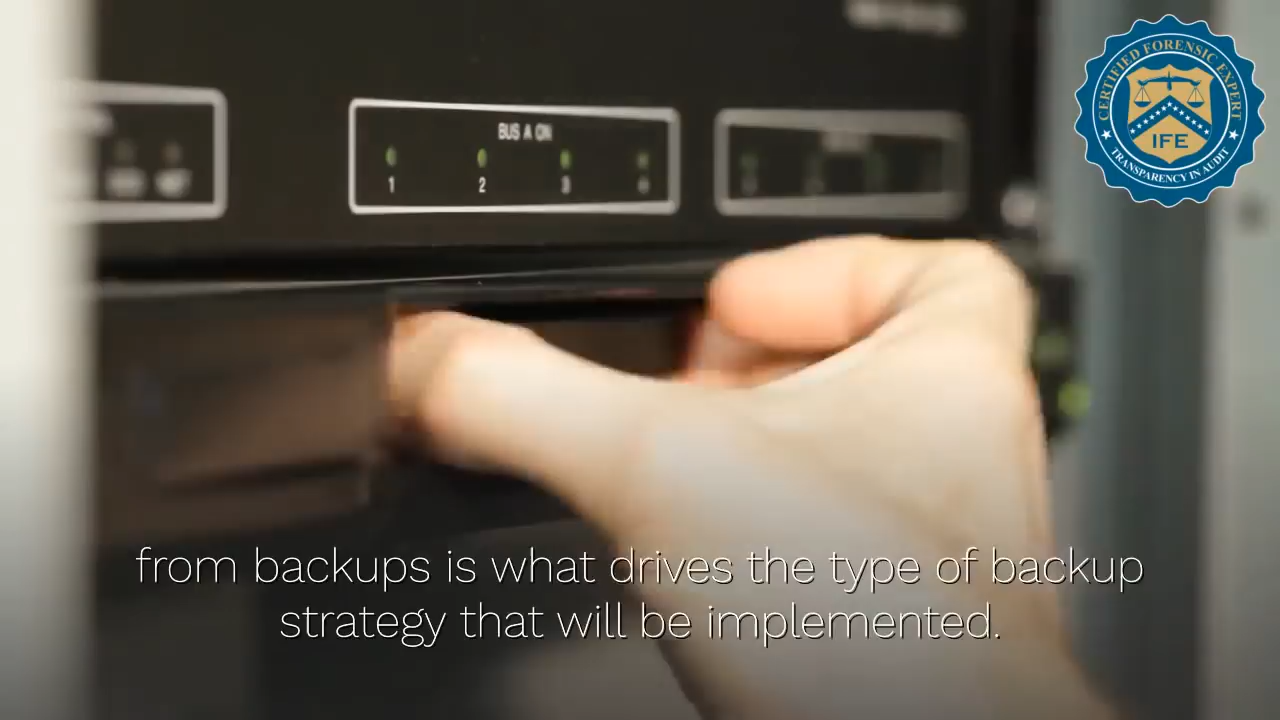 CERTIFIED FORENSIC EXPERT
IFE
TRANSPARENCY IN AUDIT
BUS A ON
1 2 3 4
from backups is what drives the type of backup
strategy that will be implemented.